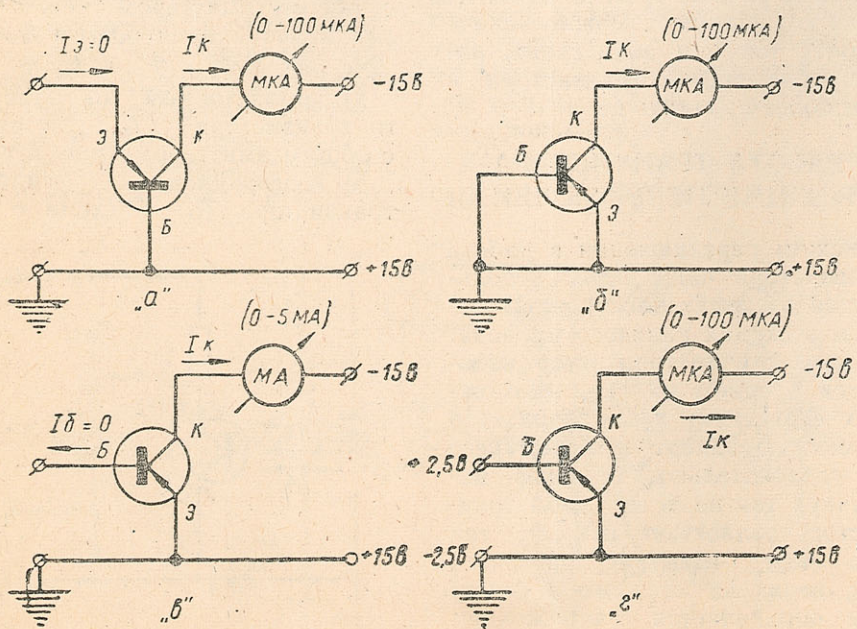 (0-100 МКА)
Iэ=0
Iк
МКА
-15в
Э
К
Б
+15в
„а"
(0-100 МКА)
Iк
МКА
-15в
К
Б
Э
+15в
„б"
(0-5 МА)
Iк
МА
-15в
Iб=0
Б
К
Э
+15в
„в"
(0-100 МКА)
МКА
-15в
Iк
К
Б
+2,5в
Э
-2,5в
+15в
„г"